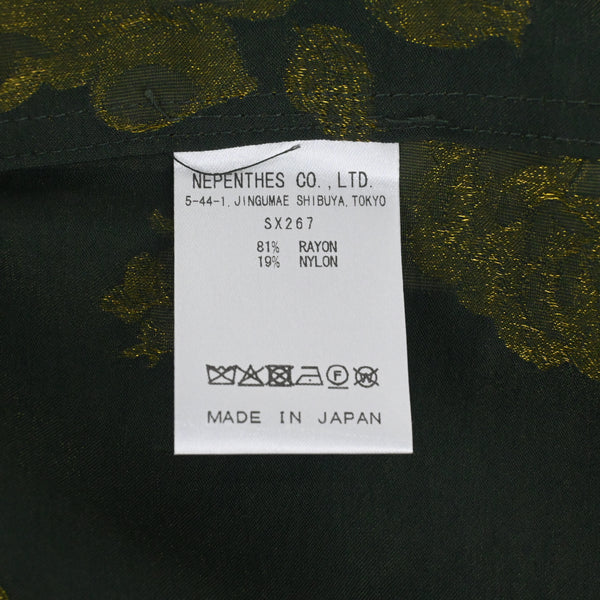 NEPENTHES CO.,LTD.
5-44-1, JINGUMAE SHIBUYA, TOKYO
SX267
81% RAYON
19% NYLON
F W
MADE IN JAPAN